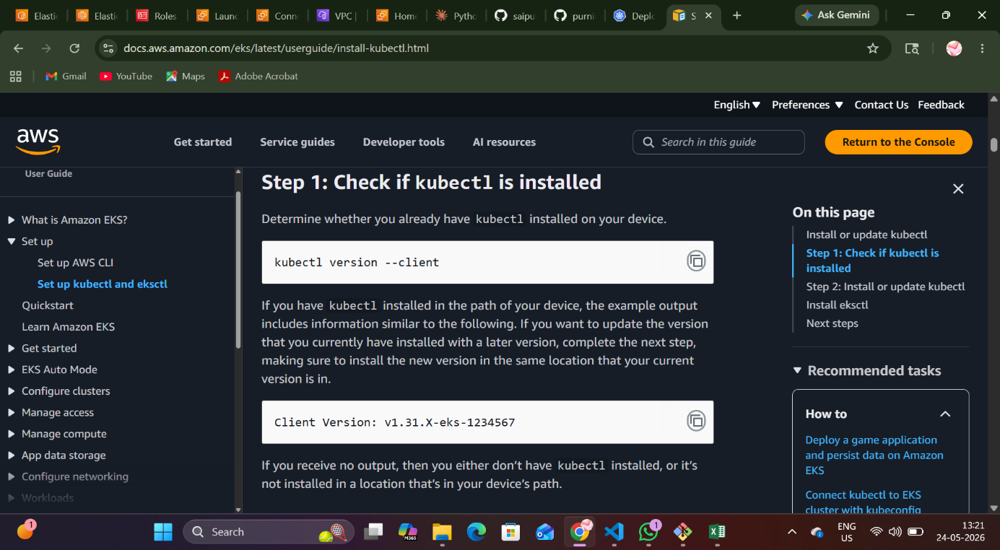 Elastic
Elastic
Roles
Launc
Conn
VPC |
Home
Pytho
saipu
purni
Deplo
S
Ask Gemini
docs.aws.amazon.com/eks/latest/userguide/install-kubectl.html
Gmail
YouTube
Maps
Adobe Acrobat
English
Preferences
Contact Us
Feedback
aws
Get started
Service guides
Developer tools
AI resources
Search in this guide
Return to the Console
User Guide
What is Amazon EKS?
Set up
Set up AWS CLI
Set up kubectl and eksctl
Quickstart
Learn Amazon EKS
Get started
EKS Auto Mode
Configure clusters
Manage access
Manage compute
App data storage
Configure networking
Workloads
Step 1: Check if kubectl is installed
Determine whether you already have kubectl installed on your device.
kubectl version --client
If you have kubectl installed in the path of your device, the example output
includes information similar to the following. If you want to update the version
that you currently have installed with a later version, complete the next step,
making sure to install the new version in the same location that your current
version is in.
Client Version: v1.31.X-eks-1234567
If you receive no output, then you either don’t have kubectl installed, or it’s
not installed in a location that’s in your device’s path.
On this page
Install or update kubectl
Step 1: Check if kubectl is
installed
Step 2: Install or update kubectl
Install eksctl
Next steps
Recommended tasks
How to
Deploy a game application
and persist data on Amazon
EKS
Connect kubectl to EKS
cluster with kubeconfig
1
Search
M365
1
ENG
US
13:21
24-05-2026